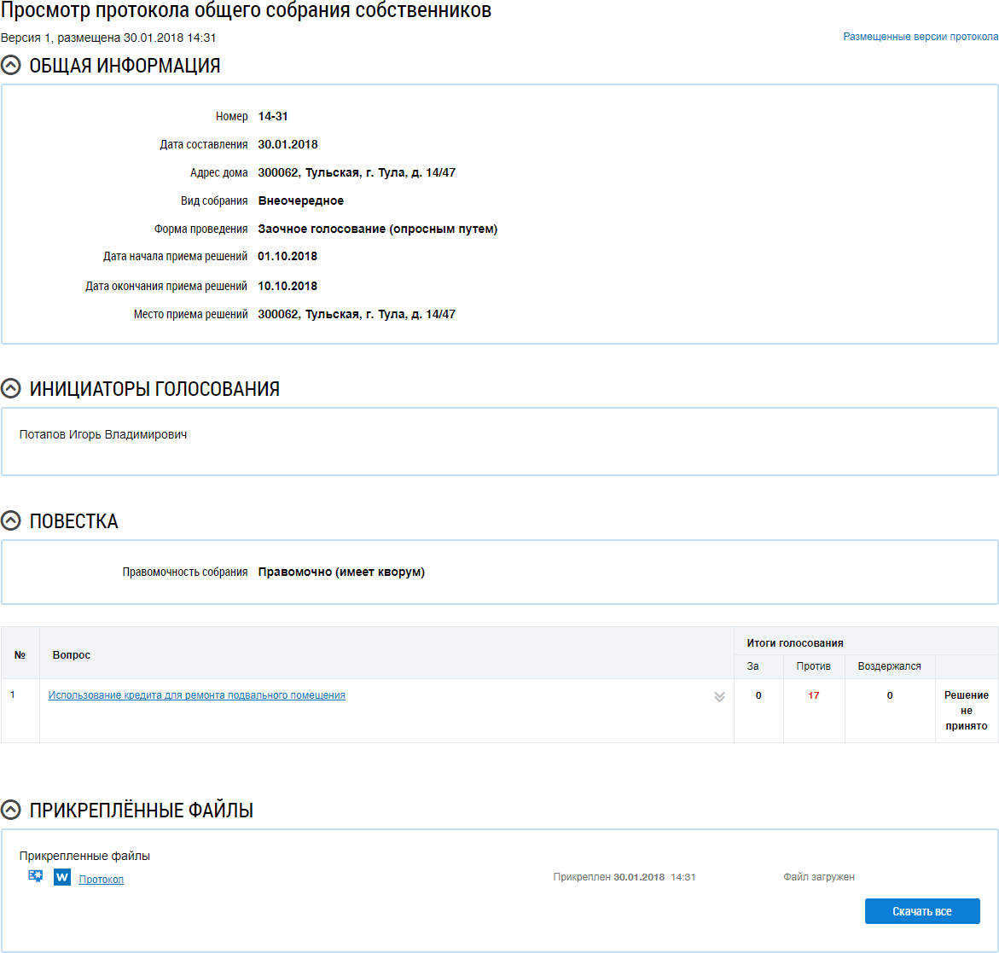 Просмотр протокола общего собрания собственников
Версия 1, размещена 30.01.2018 14:31
Размещенные версии протокола
ОБЩАЯ ИНФОРМАЦИЯ
Номер 14-31
Дата составления 30.01.2018
Адрес дома 300062, Тульская, г. Тула, д. 14/47
Вид собрания Внеочередное
Форма проведения Заочное голосование (опросным путем)
Дата начала приема решений 01.10.2018
Дата окончания приема решений 10.10.2018
Место приема решений 300062, Тульская, г. Тула, д. 14/47
ИНИЦИАТОРЫ ГОЛОСОВАНИЯ
Потапов Игорь Владимирович
ПОВЕСТКА
Правомочность собрания Правомочно (имеет кворум)
№ Вопрос Итоги голосования
За Против Воздержался
1 Использование кредита для ремонта подвального помещения 0 17 0 Решение
не
принято
ПРИКРЕПЛЁННЫЕ ФАЙЛЫ
Прикрепленные файлы
W Протокол Прикреплен 30.01.2018 14:31 Файл загружен
Скачать все